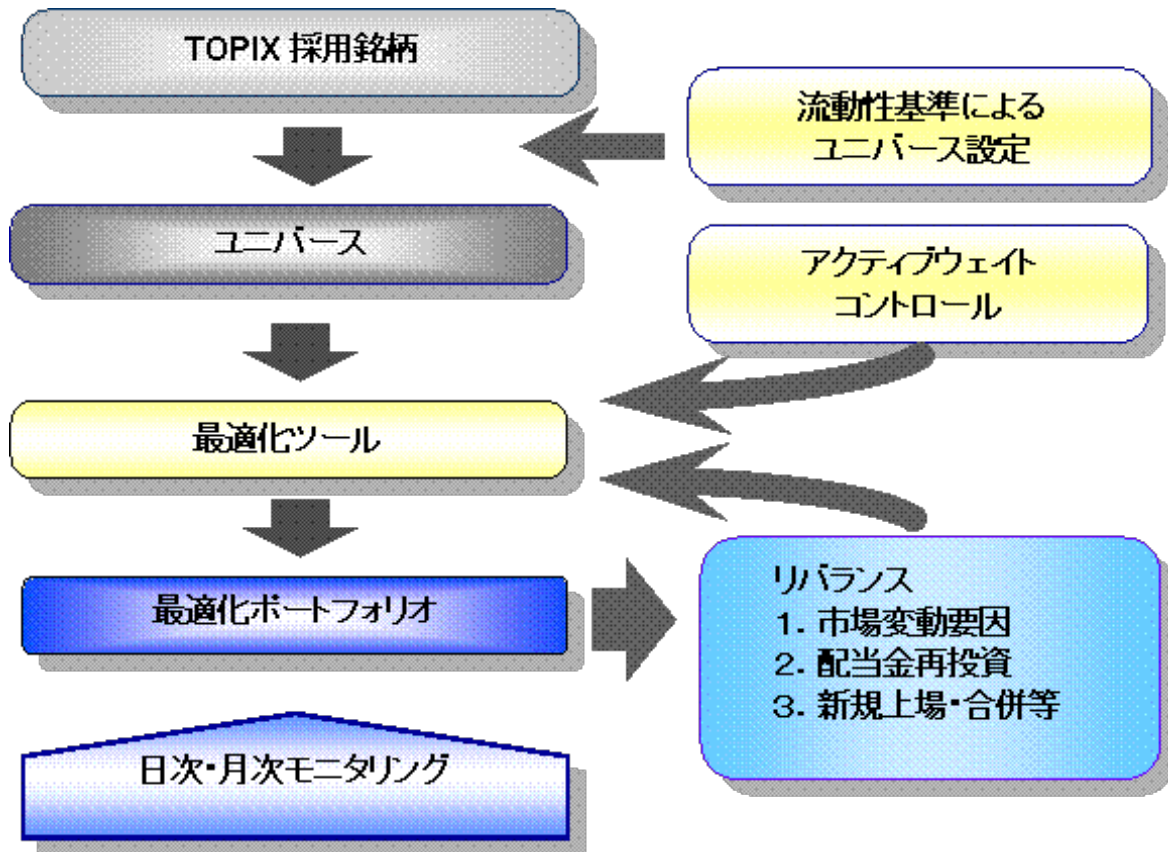 TOPIX 採用銘柄
流動性基準による
ユニバース設定
ユニバース
アクティブウェイト
コントロール
最適化ツール
最適化ポートフォリオ
リバランス
1. 市場変動要因
2. 配当金再投資
3. 新規上場・合併等
日次・月次モニタリング